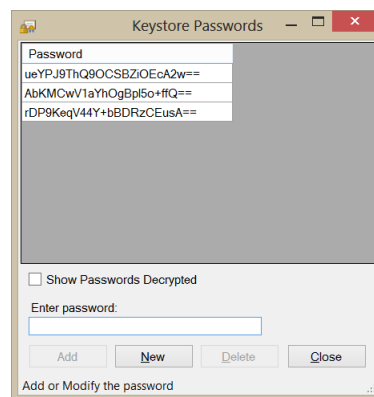 Keystore Passwords
Password
ueYPJ9ThQ9OCSBZiOEcA2w==
AbKMCwV1aYhOgBpl5o+ffQ==
rDP9KeqV44Y+bBDRzCEusA==
Show Passwords Decrypted
Enter password:
Add New Delete Close
Add or Modify the password